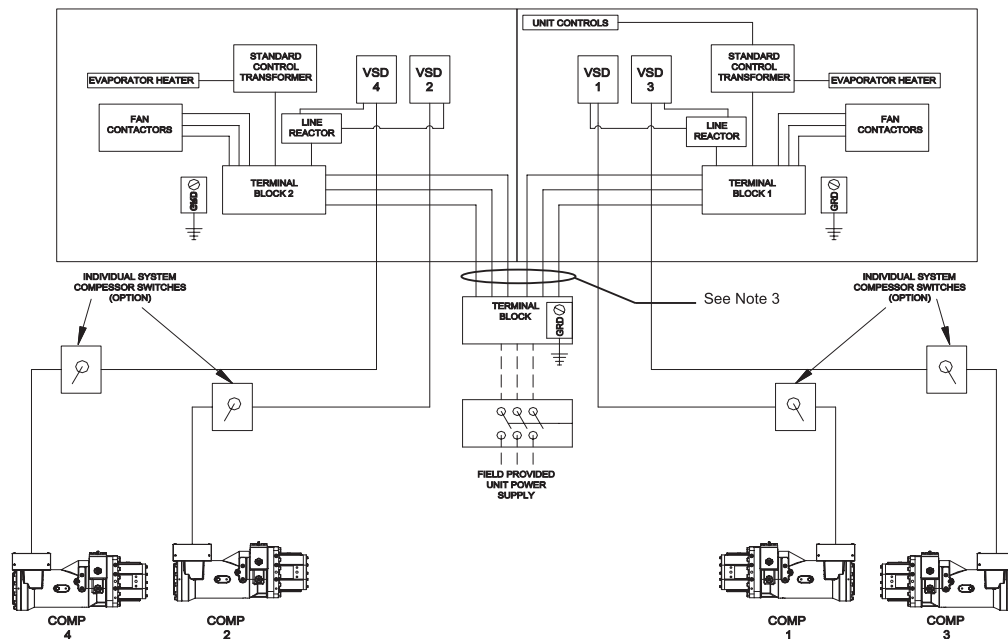 UNIT CONTROLS
STANDARD
CONTROL
TRANSFORMER
EVAPORATOR HEATER
VSD
4
VSD
2
FAN
CONTACTORS
LINE
REACTOR
TERMINAL
BLOCK 2
GRD
VSD
1
VSD
3
STANDARD
CONTROL
TRANSFORMER
EVAPORATOR HEATER
LINE
REACTOR
FAN
CONTACTORS
TERMINAL
BLOCK 1
GRD
INDIVIDUAL SYSTEM
COMPESSOR SWITCHES
(OPTION)
TERMINAL
BLOCK
GRD
See Note 3
INDIVIDUAL SYSTEM
COMPESSOR SWITCHES
(OPTION)
FIELD PROVIDED
UNIT POWER
SUPPLY
COMP
4
COMP
2
COMP
1
COMP
3